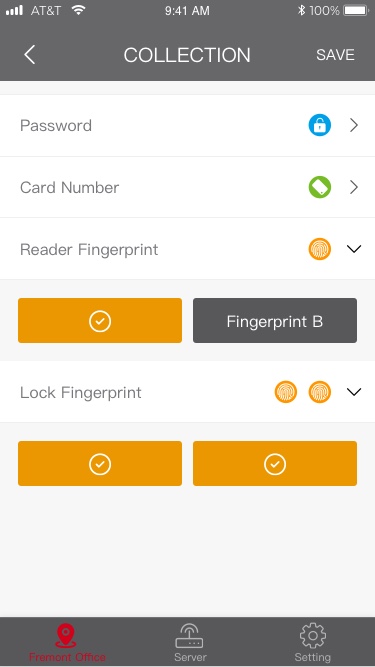 AT&T 9:41 AM 100%
COLLECTION SAVE
Password
Card Number
Reader Fingerprint
Fingerprint B
Lock Fingerprint
Fremont Office Server Setting